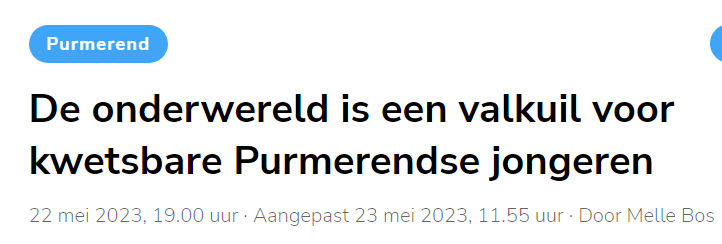 Purmerend
De onderwereld is een valkuil voor
kwetsbare Purmerendse jongeren
22 mei 2023, 19.00 uur · Aangepast 23 mei 2023, 11.55 uur · Door Melle Bos